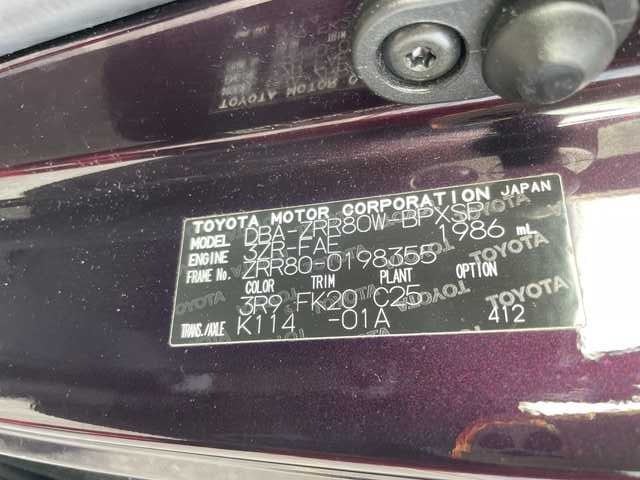 TOYOTA MOTOR CORPORATION JAPAN
MODEL DBA-ZRR80W-BPXSP
ENGINE 3ZR-FAE 1986 mL
FRAME No. ZRR80-0198355
COLOR TRIM PLANT OPTION
3R9 FK20 C25
TRANS./AXLE K114 -01A 412